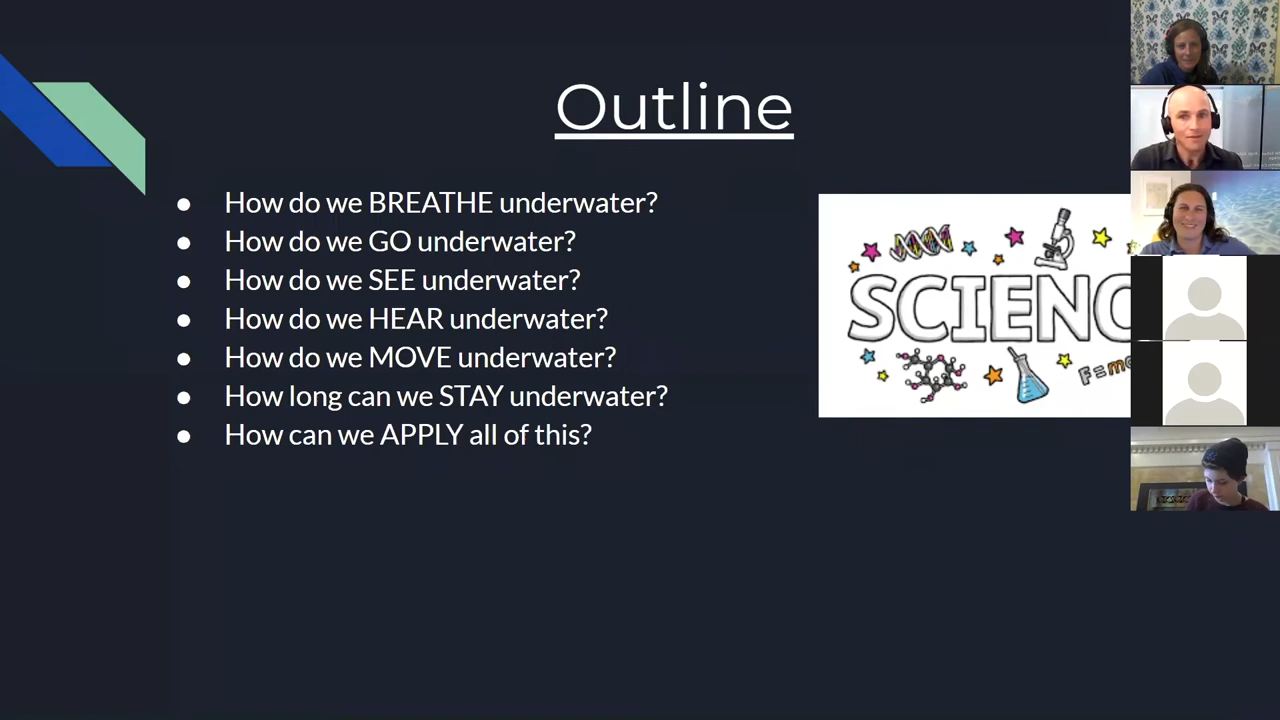 Outline
● How do we BREATHE underwater?
● How do we GO underwater?
● How do we SEE underwater?
● How do we HEAR underwater?
● How do we MOVE underwater?
● How long can we STAY underwater?
● How can we APPLY all of this?
SCIENC
F=m